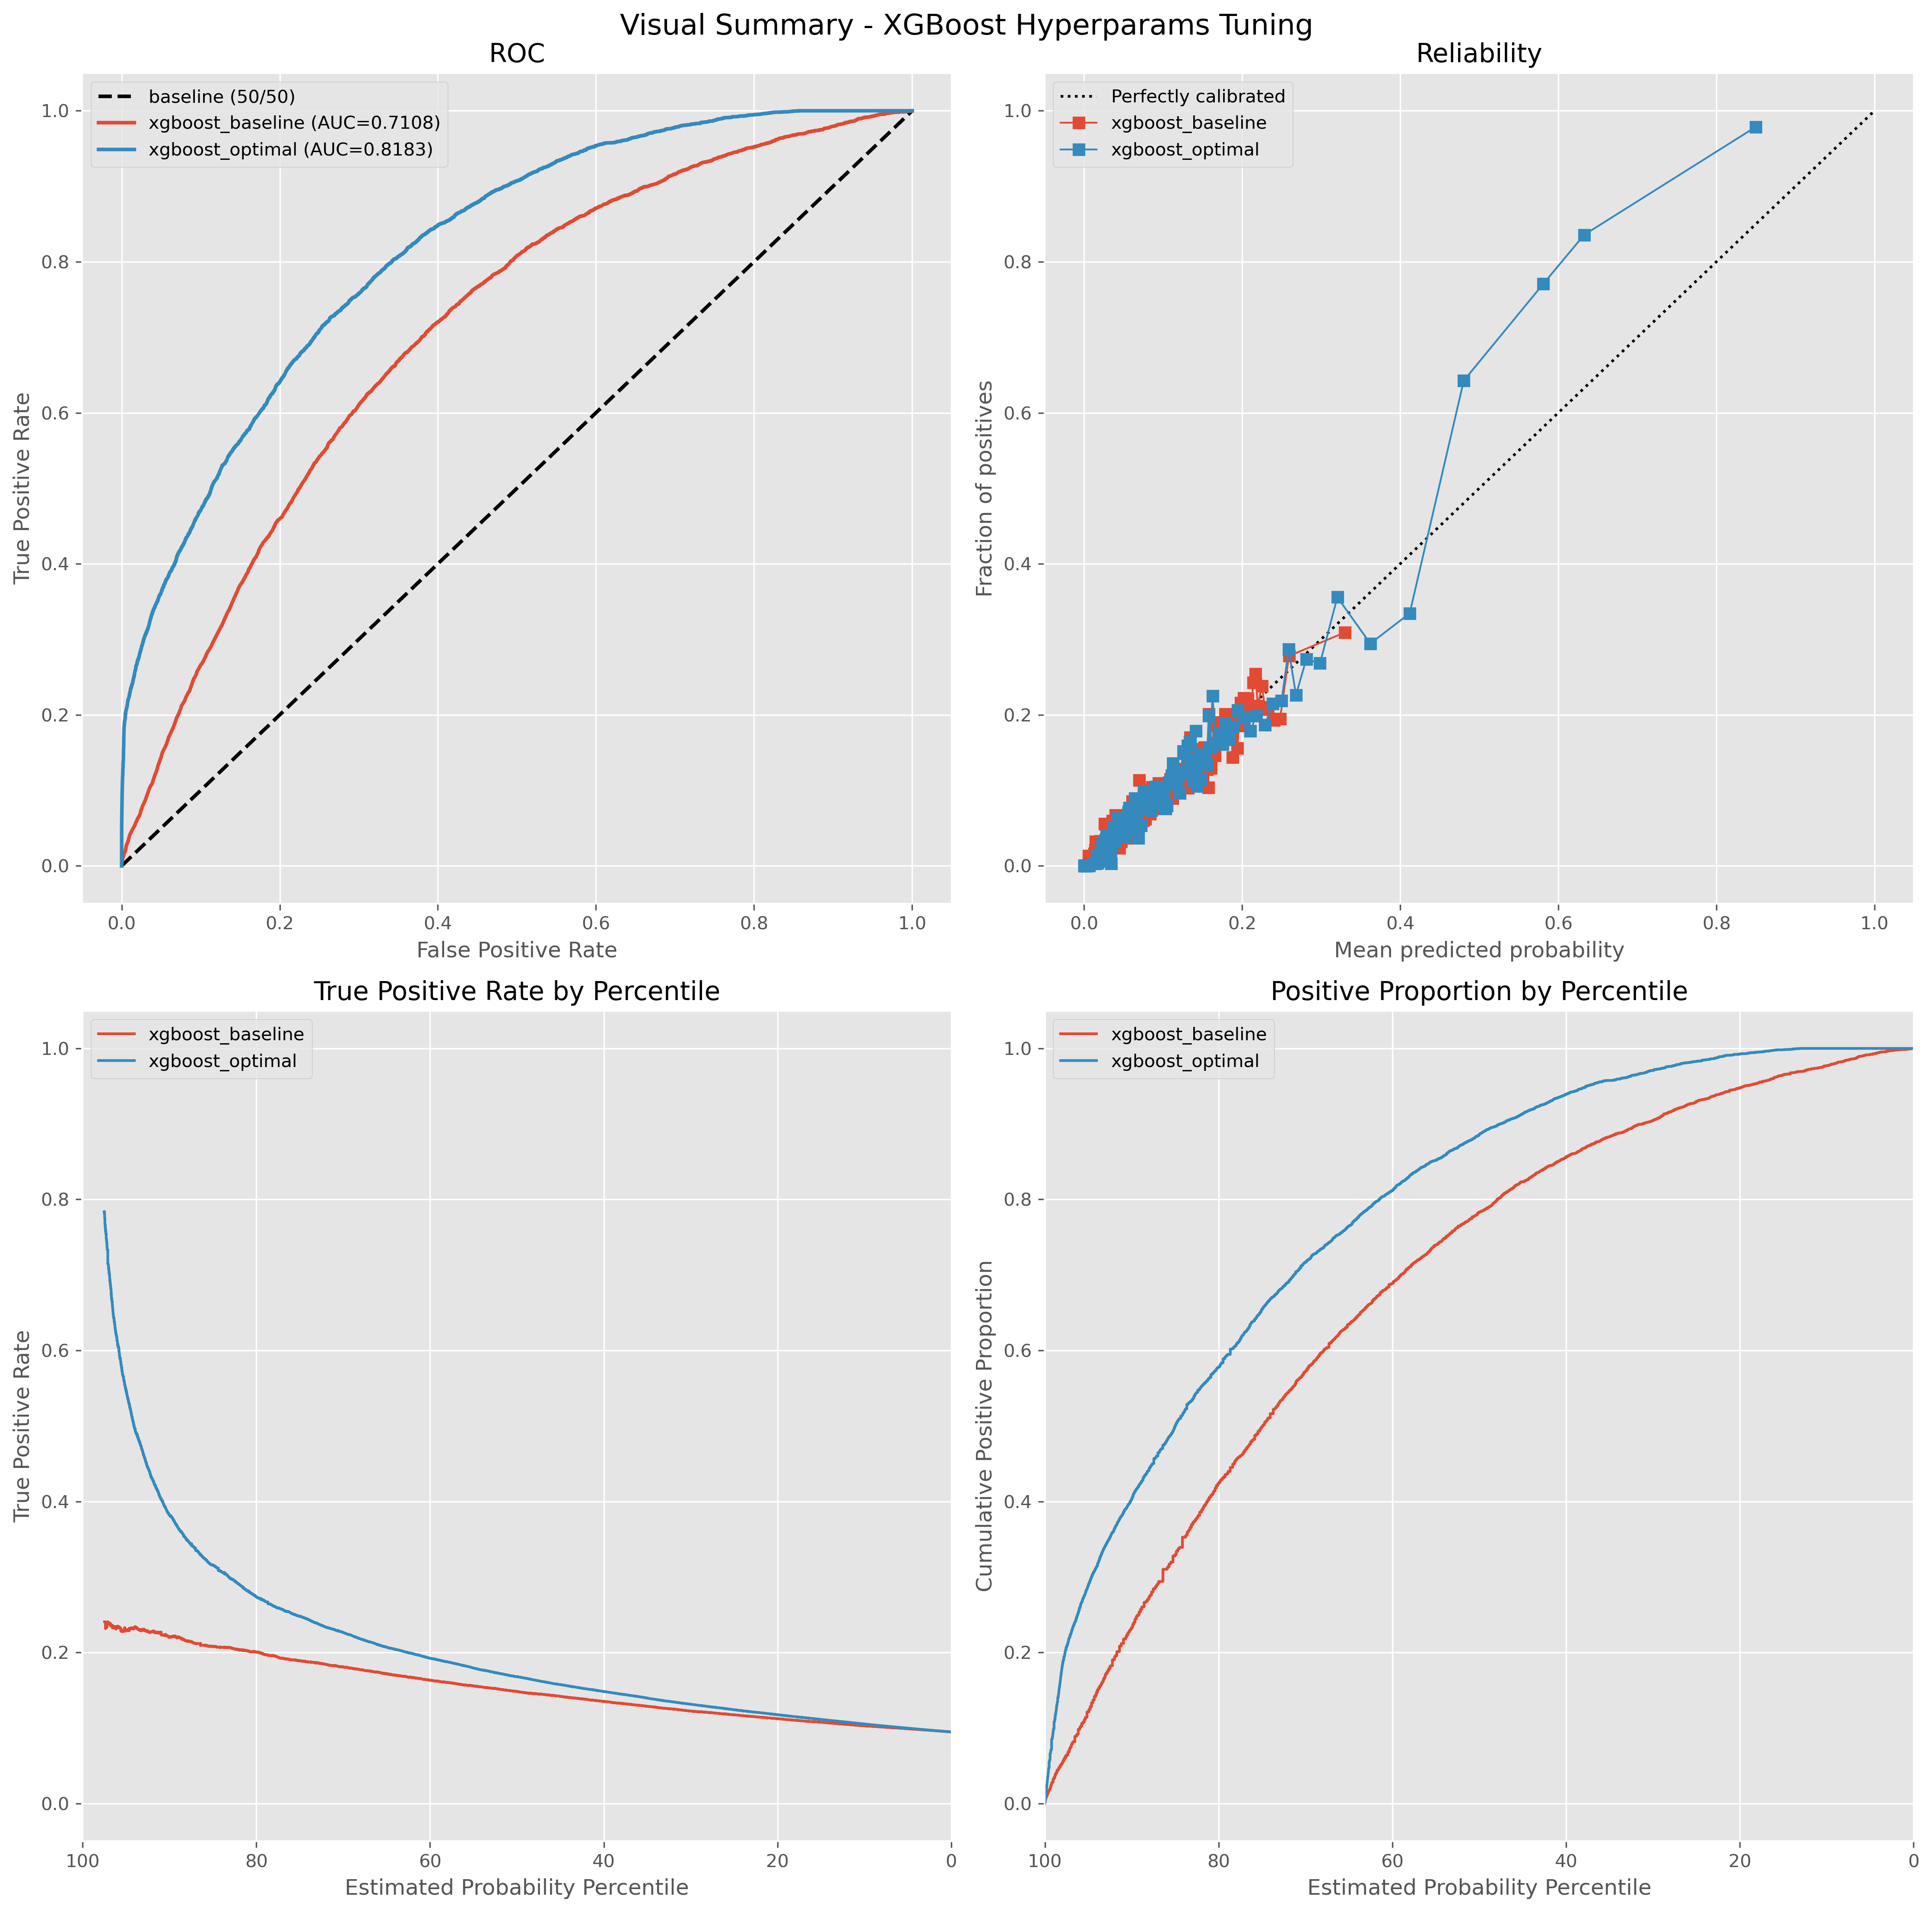 Visual Summary - XGBoost Hyperparams Tuning
ROC
baseline (50/50)
xgboost_baseline (AUC=0.7108)
xgboost_optimal (AUC=0.8183)
True Positive Rate
1.0
0.8
0.6
0.4
0.2
0.0
0.0 0.2 0.4 0.6 0.8 1.0
False Positive Rate
Reliability
Perfectly calibrated
xgboost_baseline
xgboost_optimal
Fraction of positives
1.0
0.8
0.6
0.4
0.2
0.0
0.0 0.2 0.4 0.6 0.8 1.0
Mean predicted probability
True Positive Rate by Percentile
xgboost_baseline
xgboost_optimal
True Positive Rate
1.0
0.8
0.6
0.4
0.2
0.0
100 80 60 40 20 0
Estimated Probability Percentile
Positive Proportion by Percentile
xgboost_baseline
xgboost_optimal
Cumulative Positive Proportion
1.0
0.8
0.6
0.4
0.2
0.0
100 80 60 40 20 0
Estimated Probability Percentile